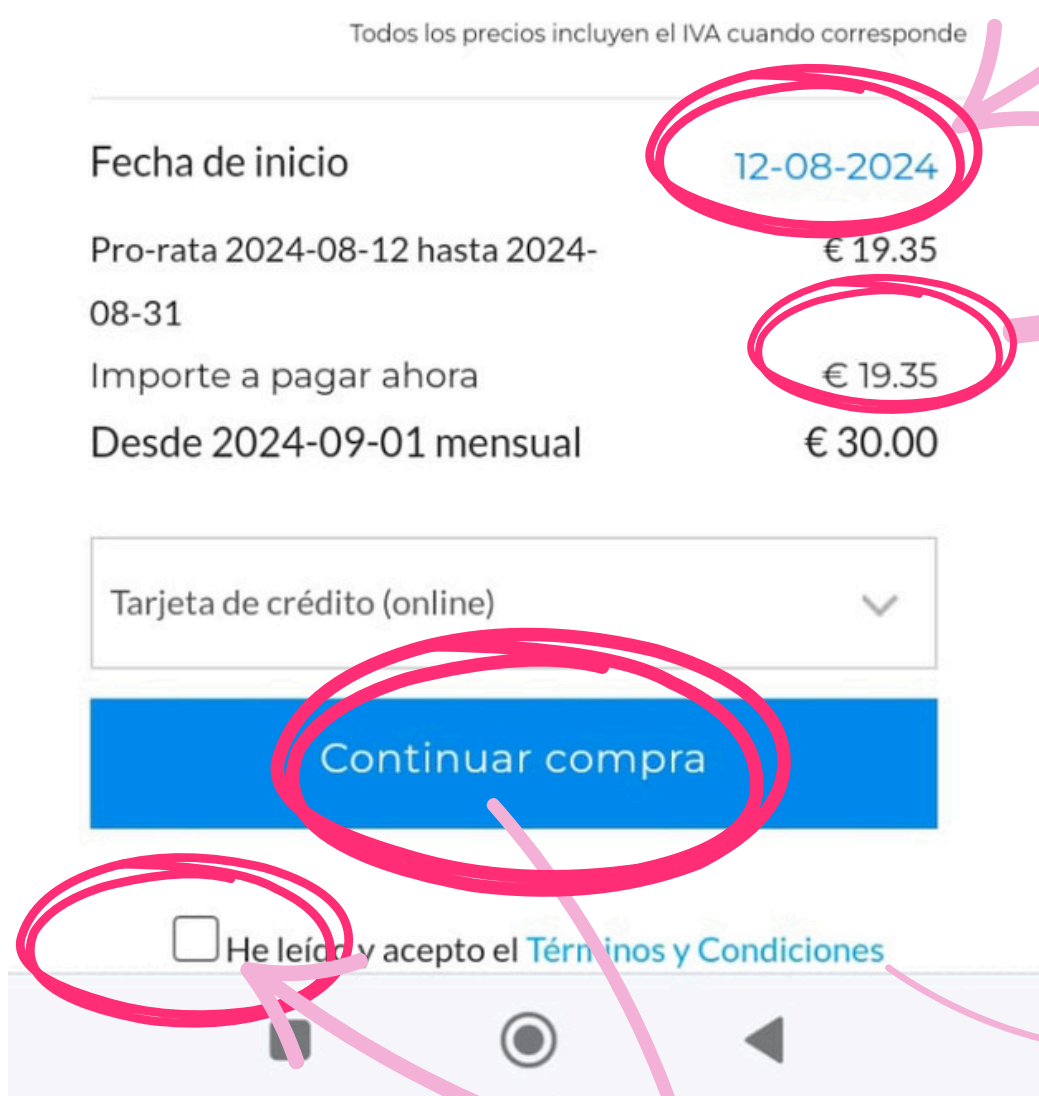 Todos los precios incluyen el IVA cuando corresponde
Fecha de inicio 12-08-2024
Pro-rata 2024-08-12 hasta 2024- € 19.35
08-31
Importe a pagar ahora € 19.35
Desde 2024-09-01 mensual € 30.00
Tarjeta de crédito (online)
Continuar compra
He leído y acepto el Términos y Condiciones